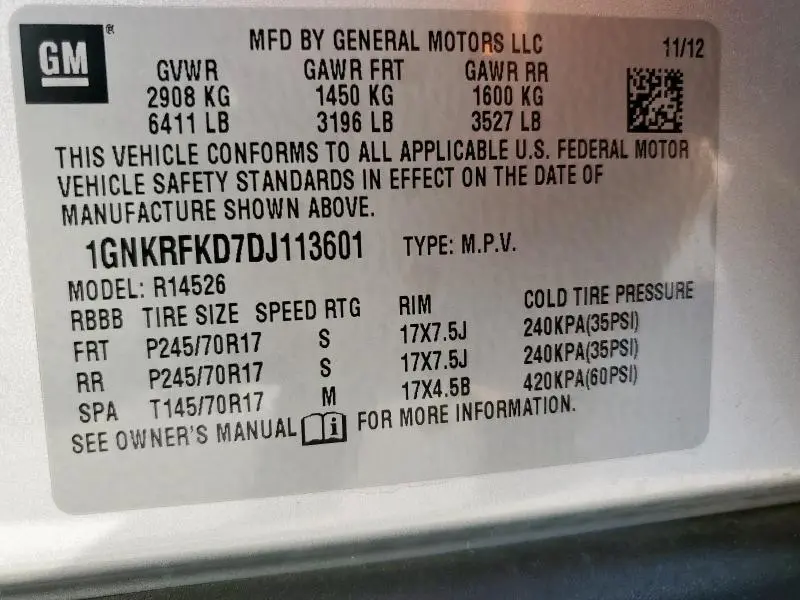 GM®
MFD BY GENERAL MOTORS LLC 11/12
GVWR GAWR FRT GAWR RR
2908 KG 1450 KG 1600 KG
6411 LB 3196 LB 3527 LB
THIS VEHICLE CONFORMS TO ALL APPLICABLE U.S. FEDERAL MOTOR
VEHICLE SAFETY STANDARDS IN EFFECT ON THE DATE OF
MANUFACTURE SHOWN ABOVE.
1GNKRFKD7DJ113601 TYPE: M.P.V.
MODEL: R14526
RBBB TIRE SIZE SPEED RTG RIM COLD TIRE PRESSURE
FRT P245/70R17 S 17X7.5J 240KPA(35PSI)
RR P245/70R17 S 17X7.5J 240KPA(35PSI)
SPA T145/70R17 M 17X4.5B 420KPA(60PSI)
SEE OWNER'S MANUAL i FOR MORE INFORMATION.